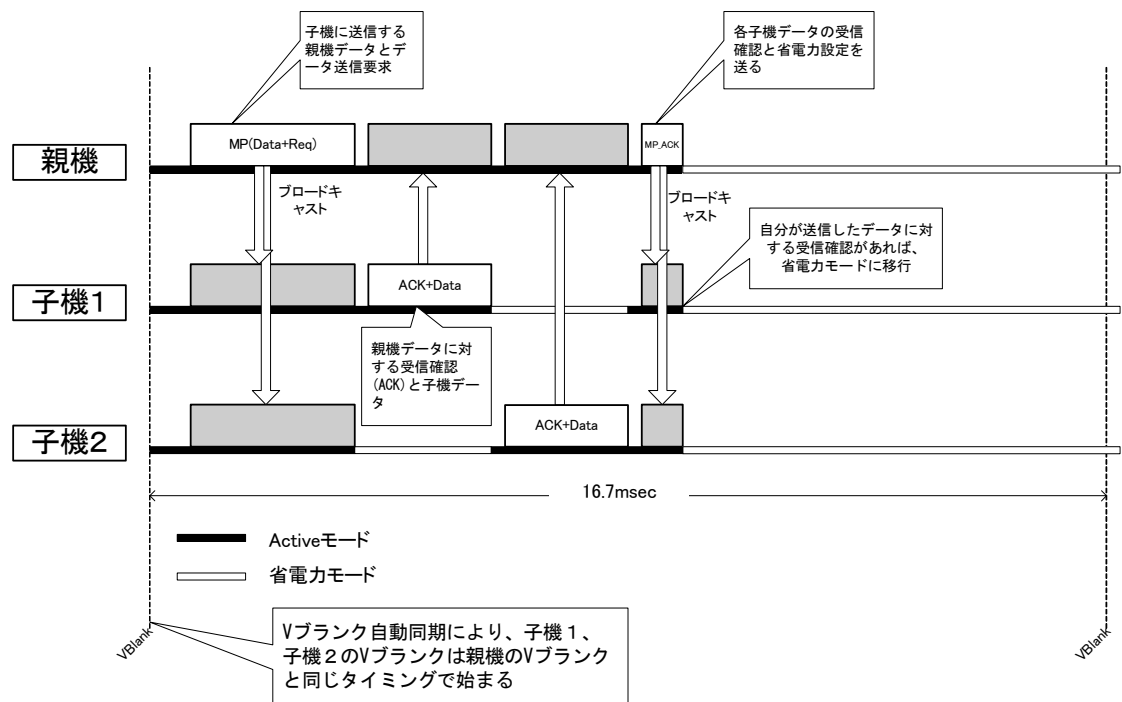 子機に送信する
親機データとデ
ータ送信要求
各子機データの受信
確認と省電力設定を
送る
親機
MP(Data+Req)
MP_ACK
ブロードキ
ャスト
ブロードキ
ャスト
自分が送信したデータに対
する受信確認があれば、
省電力モードに移行
子機1
ACK+Data
親機データに対
する受信確認
(ACK)と子機デー
タ
子機2
ACK+Data
16.7msec
Activeモード
省電力モード
VBlank
VBlank
Vブランク自動同期により、子機１、
子機２のVブランクは親機のVブランク
と同じタイミングで始まる